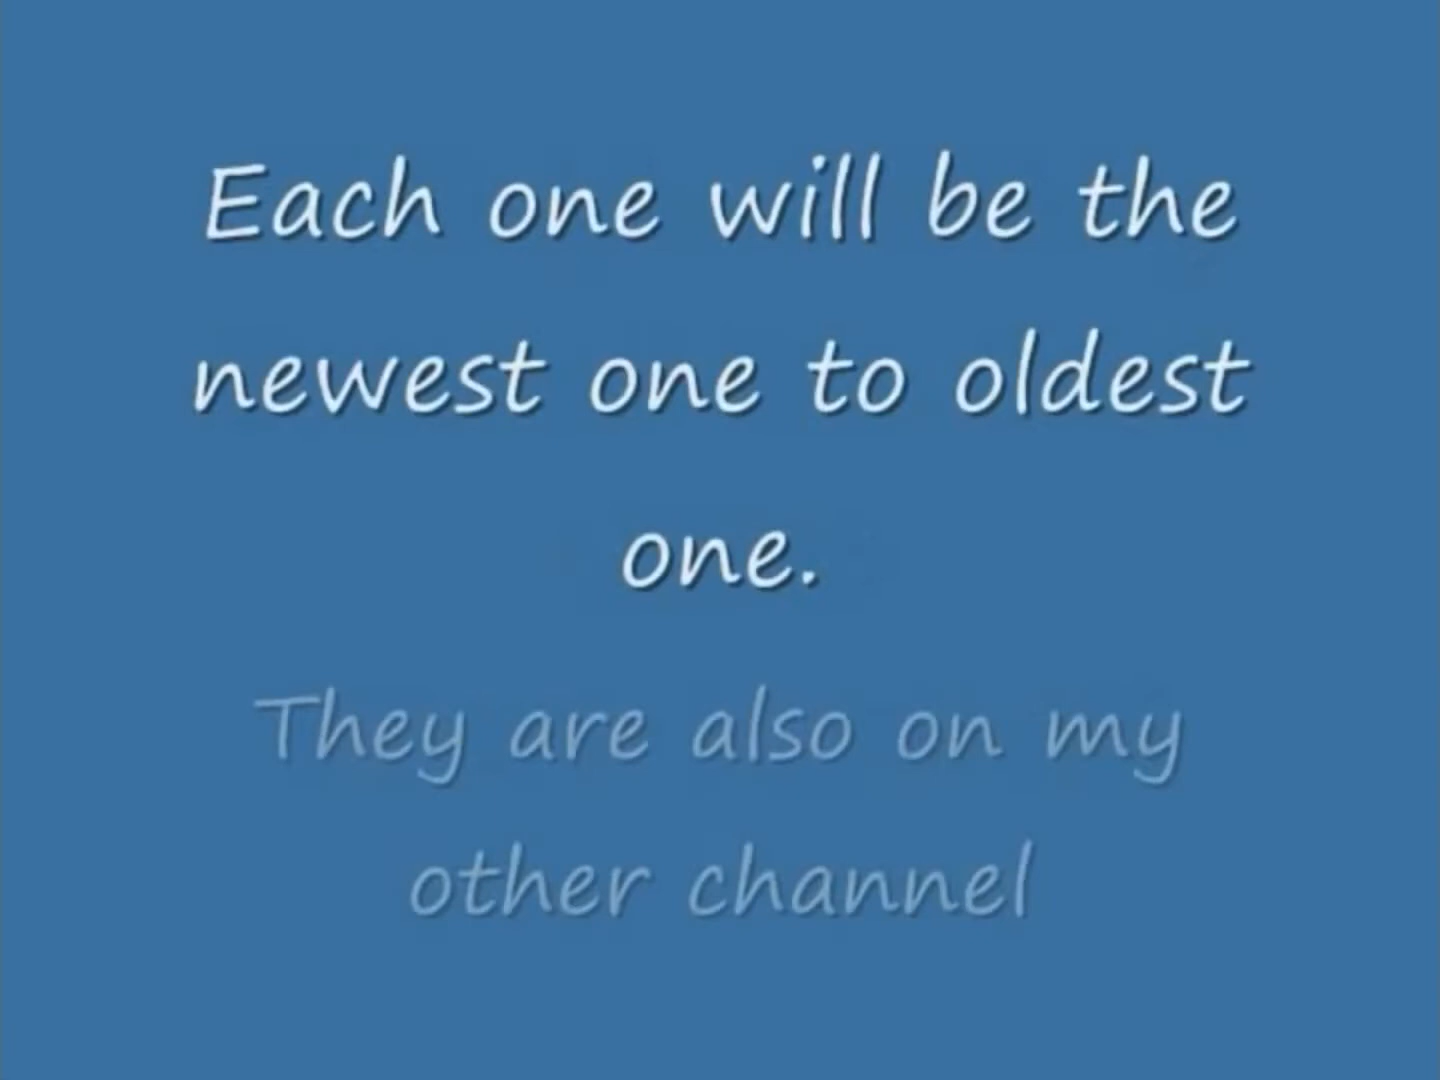 Each one will be the
newest one to oldest
one.
They are also on my
other channel